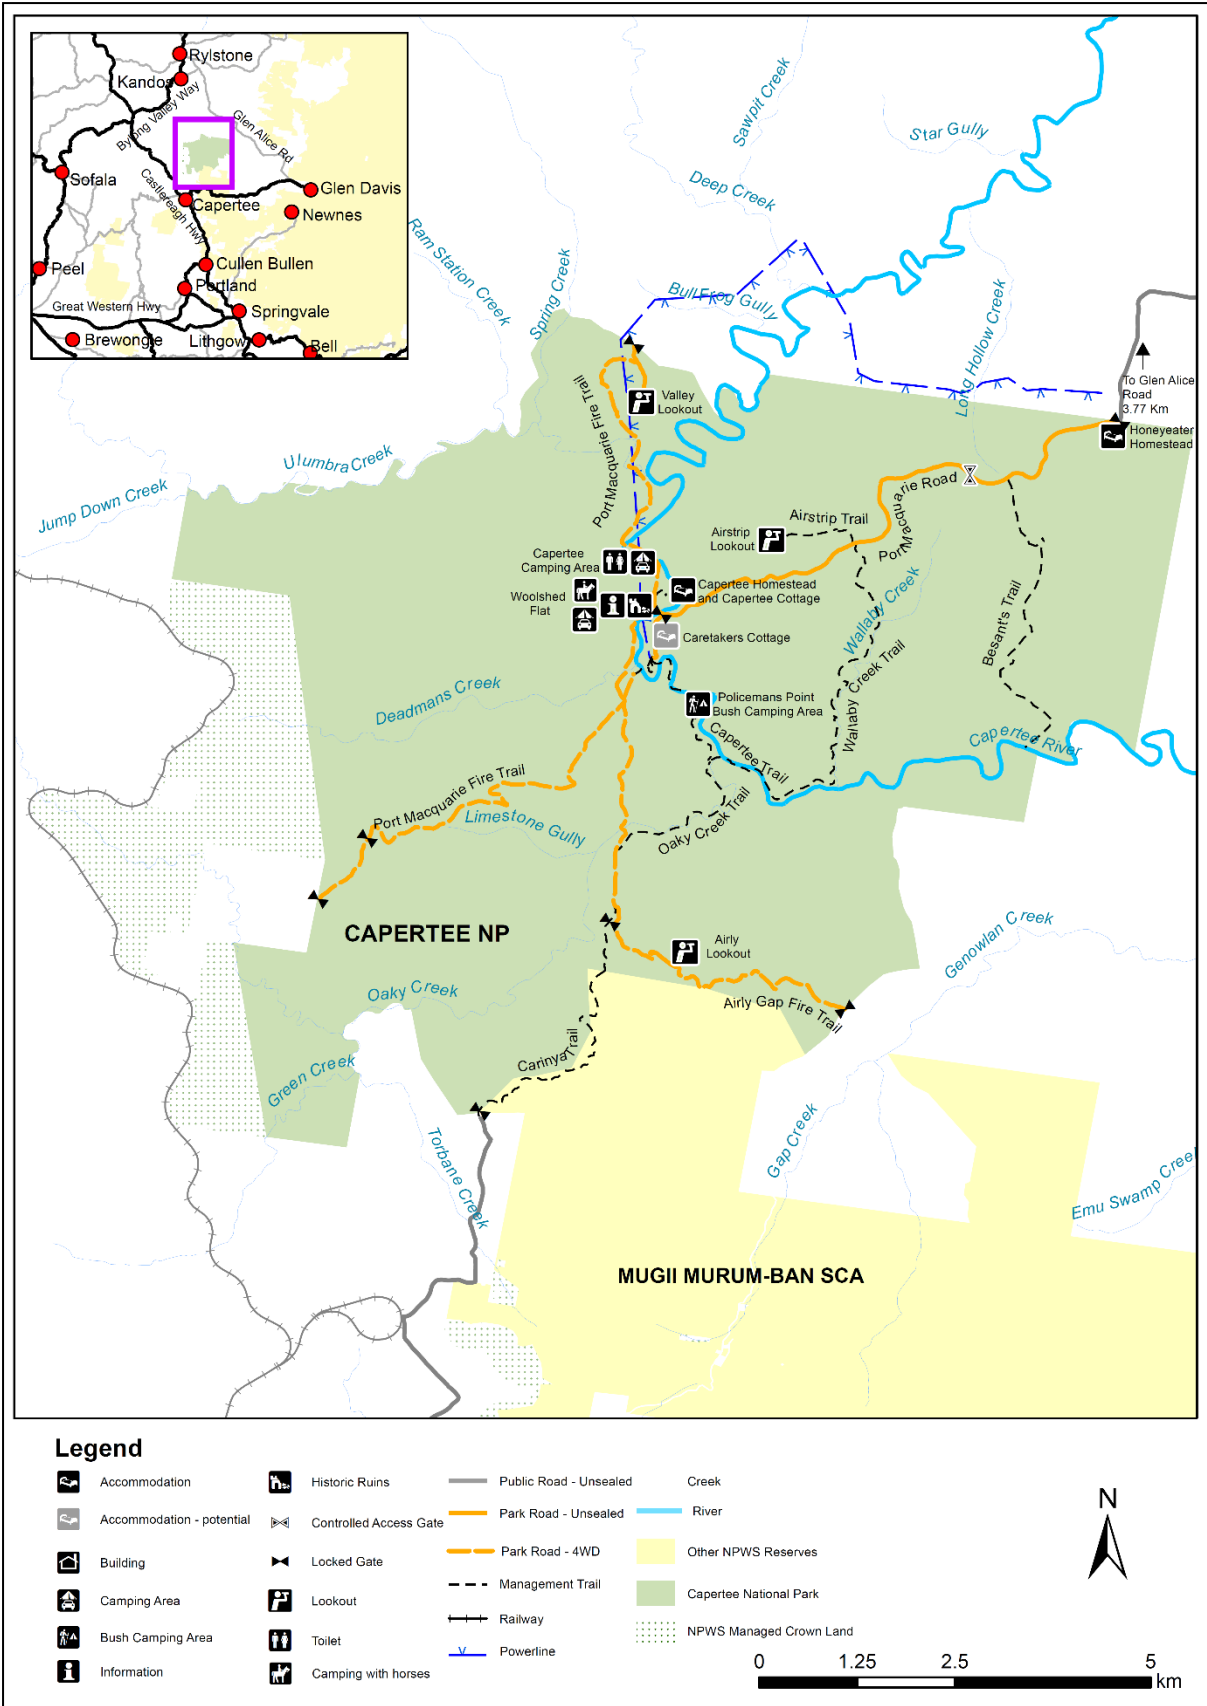 Rylstone
Kandos
Bylong Valley Way
Glen Alice Rd
Sofala
Castlereagh Hwy
Glen Davis
Capertee
Newnes
Peel
Cullen Bullen
Portland
Great Western Hwy
Springvale
Brewongle
Lithgow
Bell
Sawpit Creek
Star Gully
Deep Creek
Ram Station Creek
Spring Creek
Bull Frog Gully
Long Hollow Creek
To Glen Alice
Road
3.77 Km
Port Macquarie Fire Trail
Valley
Lookout
Honeyeater
Homestead
Ulumbra Creek
Jump Down Creek
Port Macquarie Road
Airstrip Trail
Airstrip
Lookout
Capertee
Camping Area
Capertee Homestead
and Capertee Cottage
Woolshed
Flat
Wallaby Creek
Besant's Trail
Caretakers Cottage
Wallaby Creek Trail
Deadmans Creek
Policemans Point
Bush Camping Area
Capertee River
Capertee Trail
Port Macquarie Fire Trail
Limestone Gully
Oaky Creek Trail
CAPERTEE NP
Airly
Lookout
Genowlan Creek
Oaky Creek
Airly Gap Fire Trail
Carinya Trail
Green Creek
Torbane Creek
Gap Creek
Emu Swamp Creek
MUGII MURUM-BAN SCA
Legend
Accommodation
Accommodation - potential
Building
Camping Area
Bush Camping Area
Information
Historic Ruins
Controlled Access Gate
Locked Gate
Lookout
Toilet
Camping with horses
Public Road - Unsealed
Park Road - Unsealed
Park Road - 4WD
Management Trail
Railway
Powerline
Creek
River
Other NPWS Reserves
Capertee National Park
NPWS Managed Crown Land
N
0 1.25 2.5 5
km